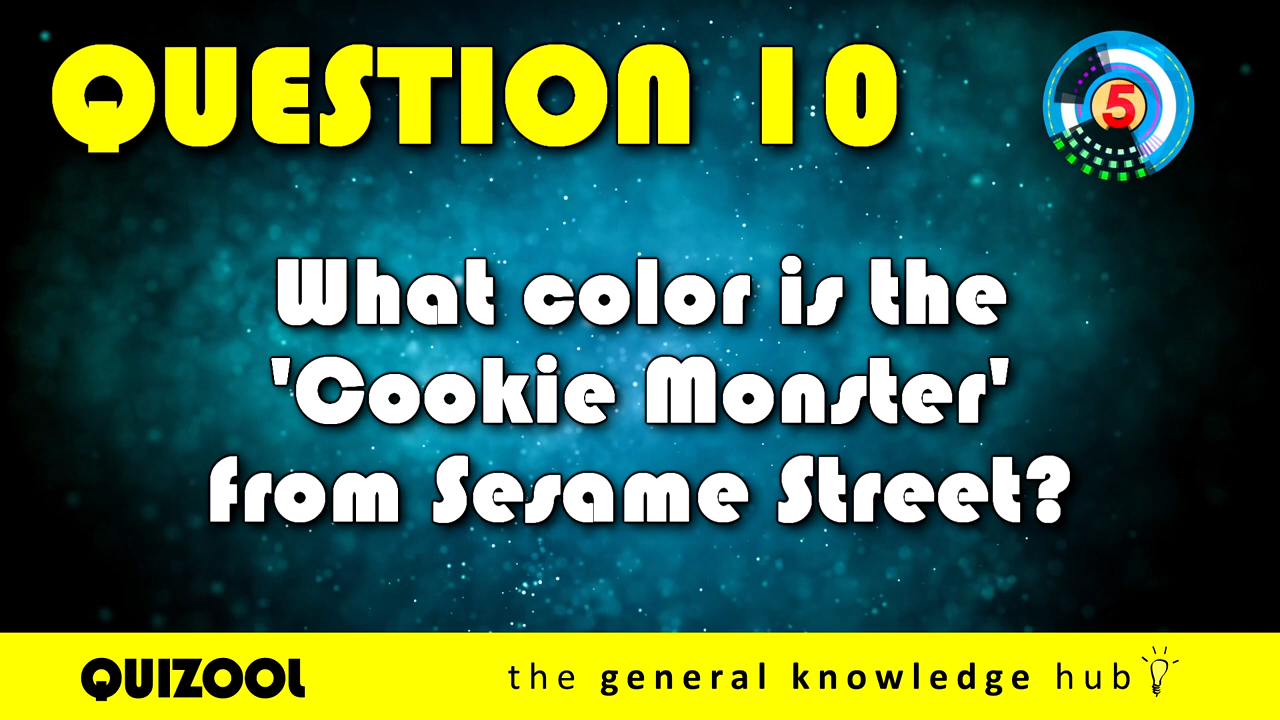 QUESTION 10
5
What color is the
'Cookie Monster'
from Sesame Street?
QUIZOOL
the general knowledge hub